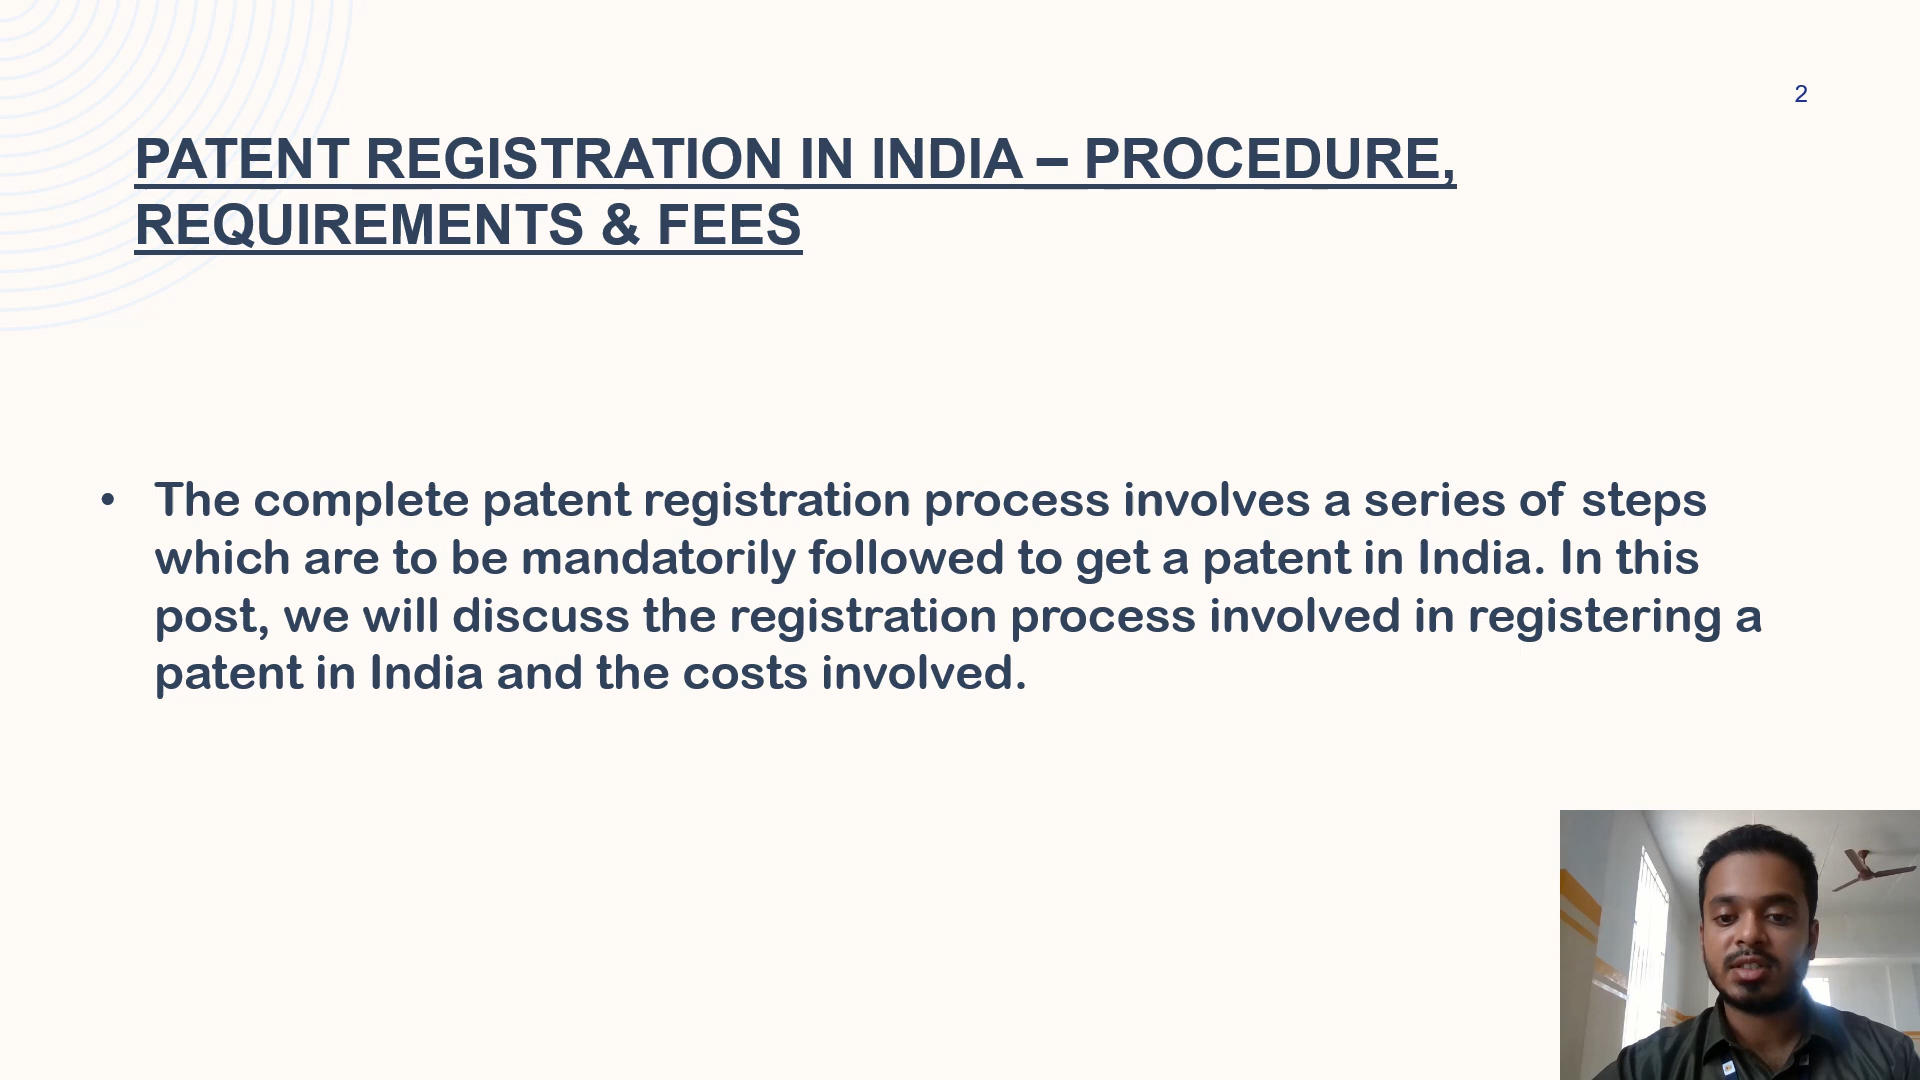 2
PATENT REGISTRATION IN INDIA – PROCEDURE,
REQUIREMENTS & FEES
• The complete patent registration process involves a series of steps
which are to be mandatorily followed to get a patent in India. In this
post, we will discuss the registration process involved in registering a
patent in India and the costs involved.